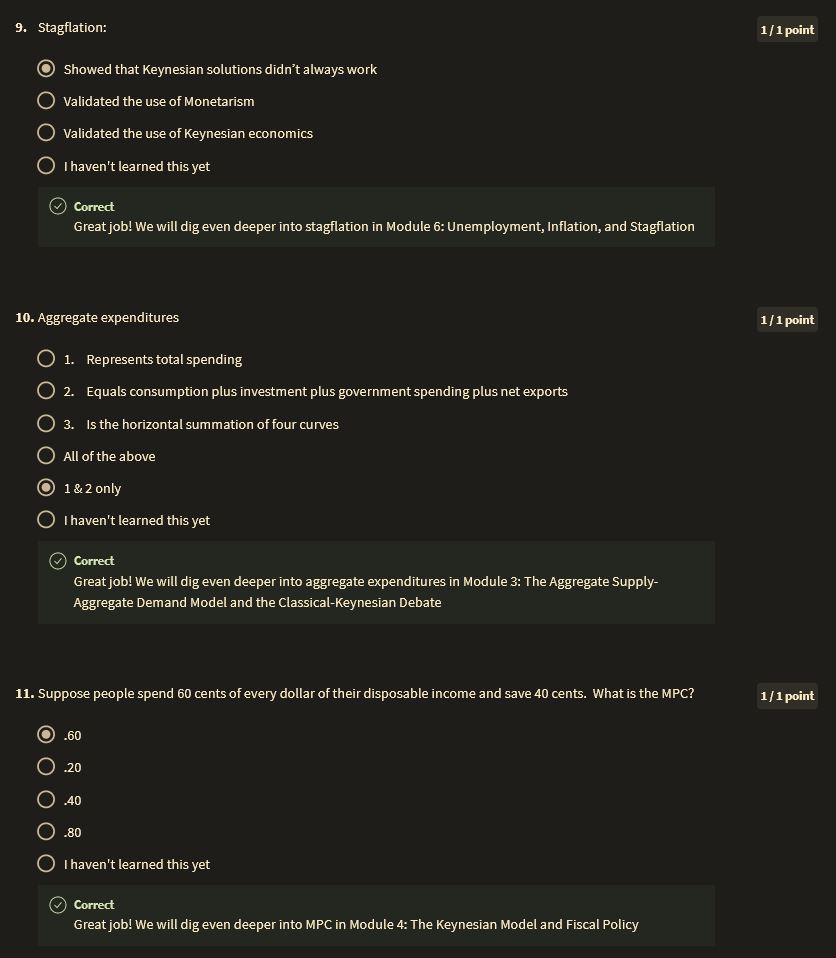 9. Stagflation:
1 / 1 point
Showed that Keynesian solutions didn’t always work
Validated the use of Monetarism
Validated the use of Keynesian economics
I haven't learned this yet
Correct
Great job! We will dig even deeper into stagflation in Module 6: Unemployment, Inflation, and Stagflation
10. Aggregate expenditures
1 / 1 point
1. Represents total spending
2. Equals consumption plus investment plus government spending plus net exports
3. Is the horizontal summation of four curves
All of the above
1 & 2 only
I haven't learned this yet
Correct
Great job! We will dig even deeper into aggregate expenditures in Module 3: The Aggregate Supply-
Aggregate Demand Model and the Classical-Keynesian Debate
11. Suppose people spend 60 cents of every dollar of their disposable income and save 40 cents. What is the MPC?
1 / 1 point
.60
.20
.40
.80
I haven't learned this yet
Correct
Great job! We will dig even deeper into MPC in Module 4: The Keynesian Model and Fiscal Policy